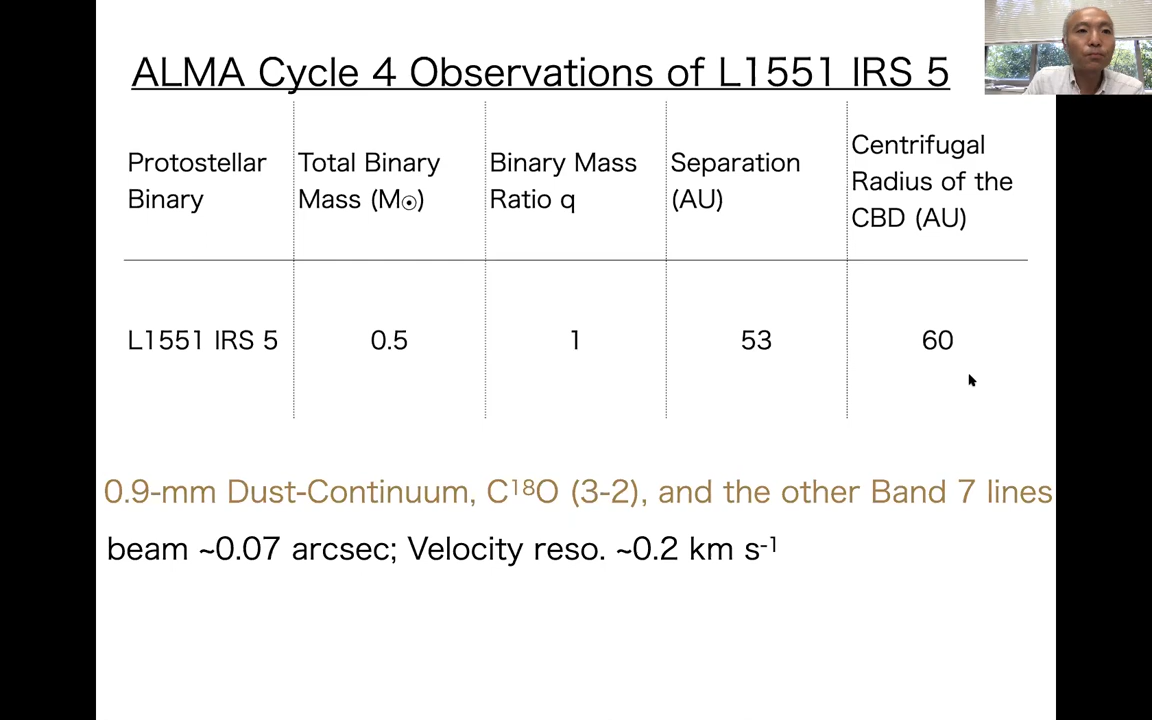 ALMA Cycle 4 Observations of L1551 IRS 5
Protostellar Binary
Total Binary Mass (M☉)
Binary Mass Ratio q
Separation (AU)
Centrifugal Radius of the CBD (AU)
L1551 IRS 5 0.5 1 53 60
0.9-mm Dust-Continuum, C¹⁸O (3-2), and the other Band 7 lines
beam ~0.07 arcsec; Velocity reso. ~0.2 km s⁻¹